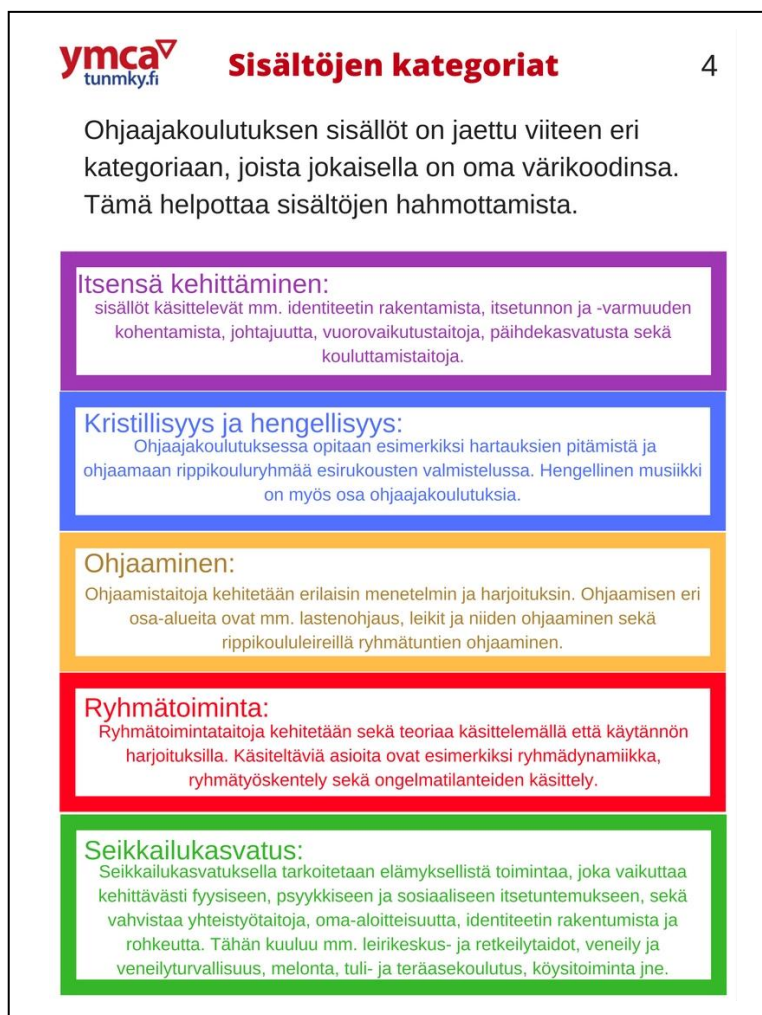 ymca
tunmky.fi
Sisältöjen kategoriat
4
Ohjaajakoulutuksen sisällöt on jaettu viiteen eri
kategoriaan, joista jokaisella on oma värikoodinsa.
Tämä helpottaa sisältöjen hahmottamista.
Itsensä kehittäminen:
sisällöt käsittelevät mm. identiteetin rakentamista, itsetunnon ja -varmuuden
kohentamista, johtajuutta, vuorovaikutustaitoja, päihdekasvatusta sekä
kouluttamistaitoja.
Kristillisyys ja hengellisyys:
Ohjaajakoulutuksessa opitaan esimerkiksi hartauksien pitämistä ja
ohjaamaan rippikouluryhmää esirukousten valmistelussa. Hengellinen musiikki
on myös osa ohjaajakoulutuksia.
Ohjaaminen:
Ohjaamistaitoja kehitetään erilaisin menetelmin ja harjoituksin. Ohjaamisen eri
osa-alueita ovat mm. lastenohjaus, leikit ja niiden ohjaaminen sekä
rippikoululeireillä ryhmätuntien ohjaaminen.
Ryhmätoiminta:
Ryhmätoimintataitoja kehitetään sekä teoriaa käsittelemällä että käytännön
harjoituksilla. Käsiteltäviä asioita ovat esimerkiksi ryhmädynamiikka,
ryhmätyöskentely sekä ongelmatilanteiden käsittely.
Seikkailukasvatus:
Seikkailukasvatuksella tarkoitetaan elämyksellistä toimintaa, joka vaikuttaa
kehittävästi fyysiseen, psyykkiseen ja sosiaaliseen itsetuntemukseen, sekä
vahvistaa yhteistyötaitoja, oma-aloitteisuutta, identiteetin rakentumista ja
rohkeutta. Tähän kuuluu mm. leirikeskus- ja retkeilytaidot, veneily ja
veneilyturvallisuus, melonta, tuli- ja teräasekoulutus, köysitoiminta jne.